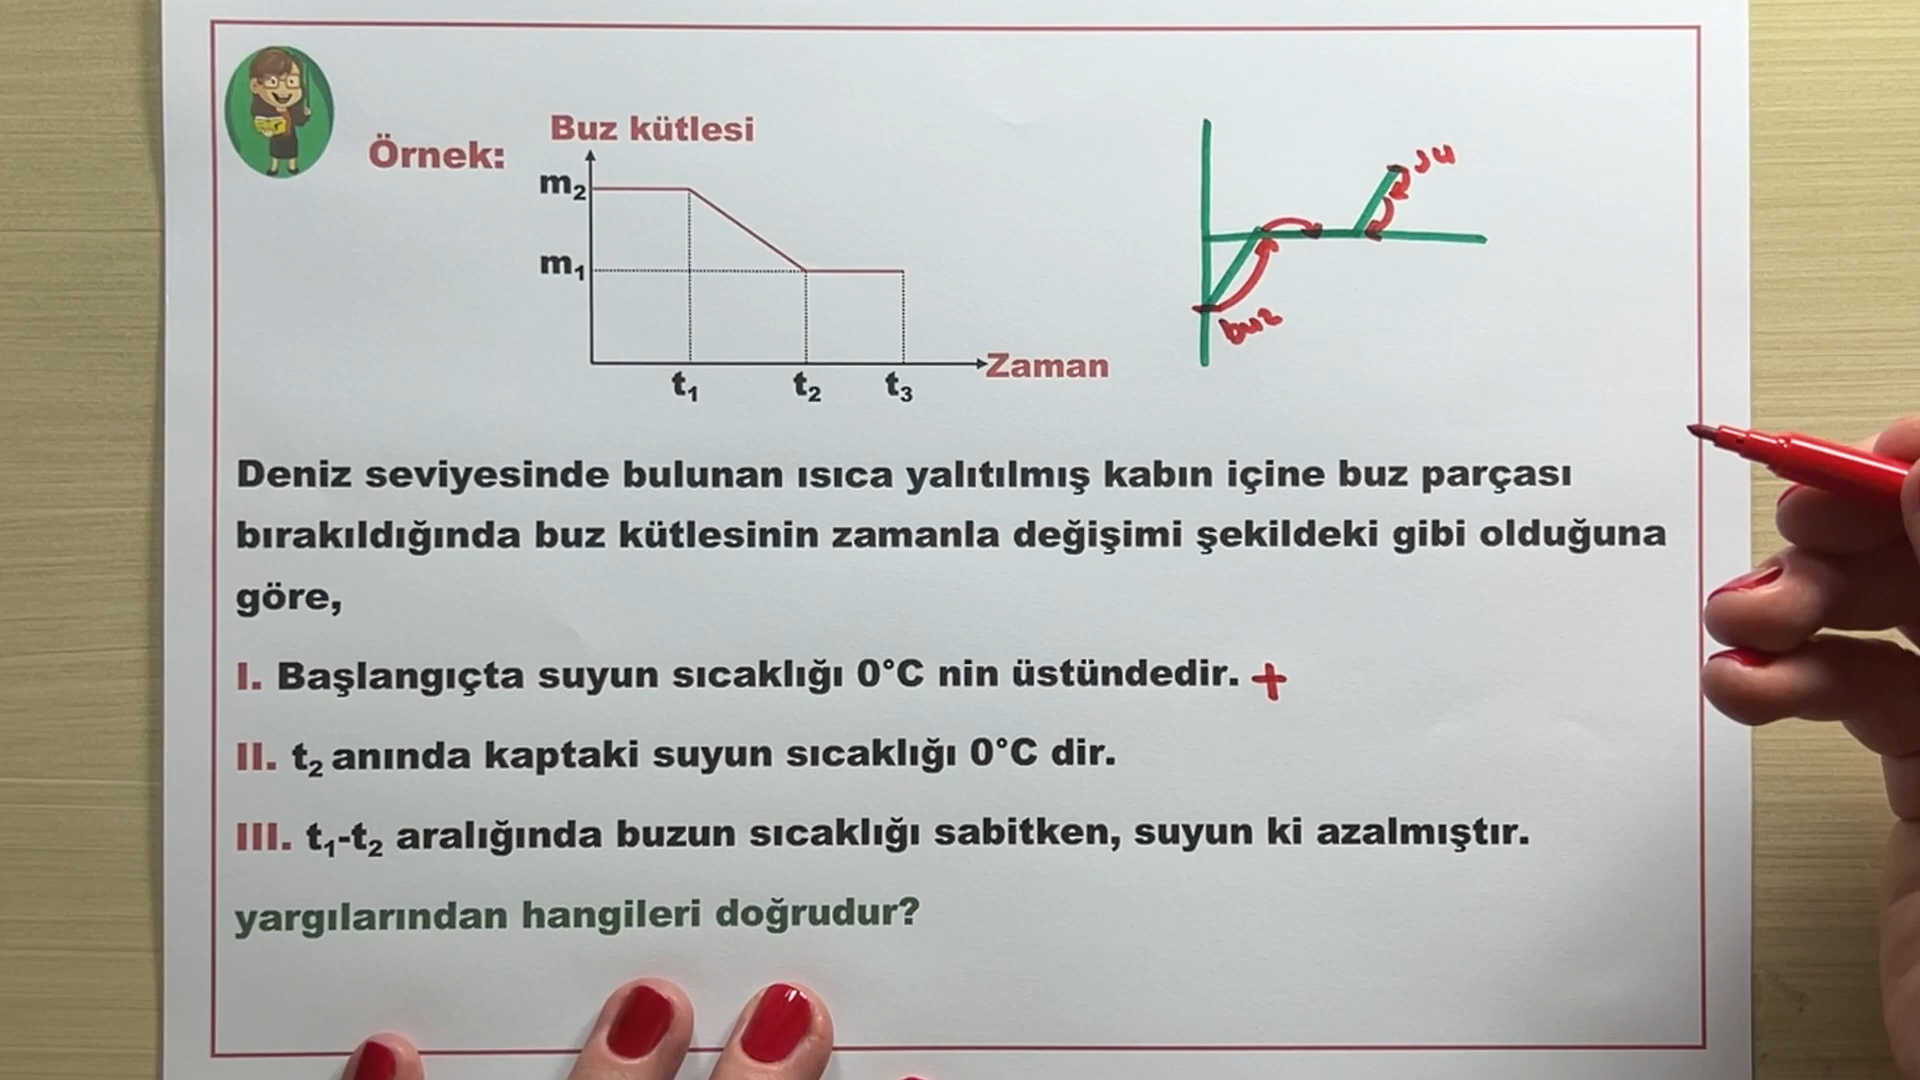 Örnek:
Buz kütlesi
m₂
m₁
t₁ t₂ t₃
Zaman
su
buz
Deniz seviyesinde bulunan ısıca yalıtılmış kabın içine buz parçası
bırakıldığında buz kütlesinin zamanla değişimi şekildeki gibi olduğuna
göre,
I. Başlangıçta suyun sıcaklığı 0°C nin üstündedir. +
II. t₂ anında kaptaki suyun sıcaklığı 0°C dir.
III. t₁-t₂ aralığında buzun sıcaklığı sabitken, suyun ki azalmıştır.
yargılarından hangileri doğrudur?